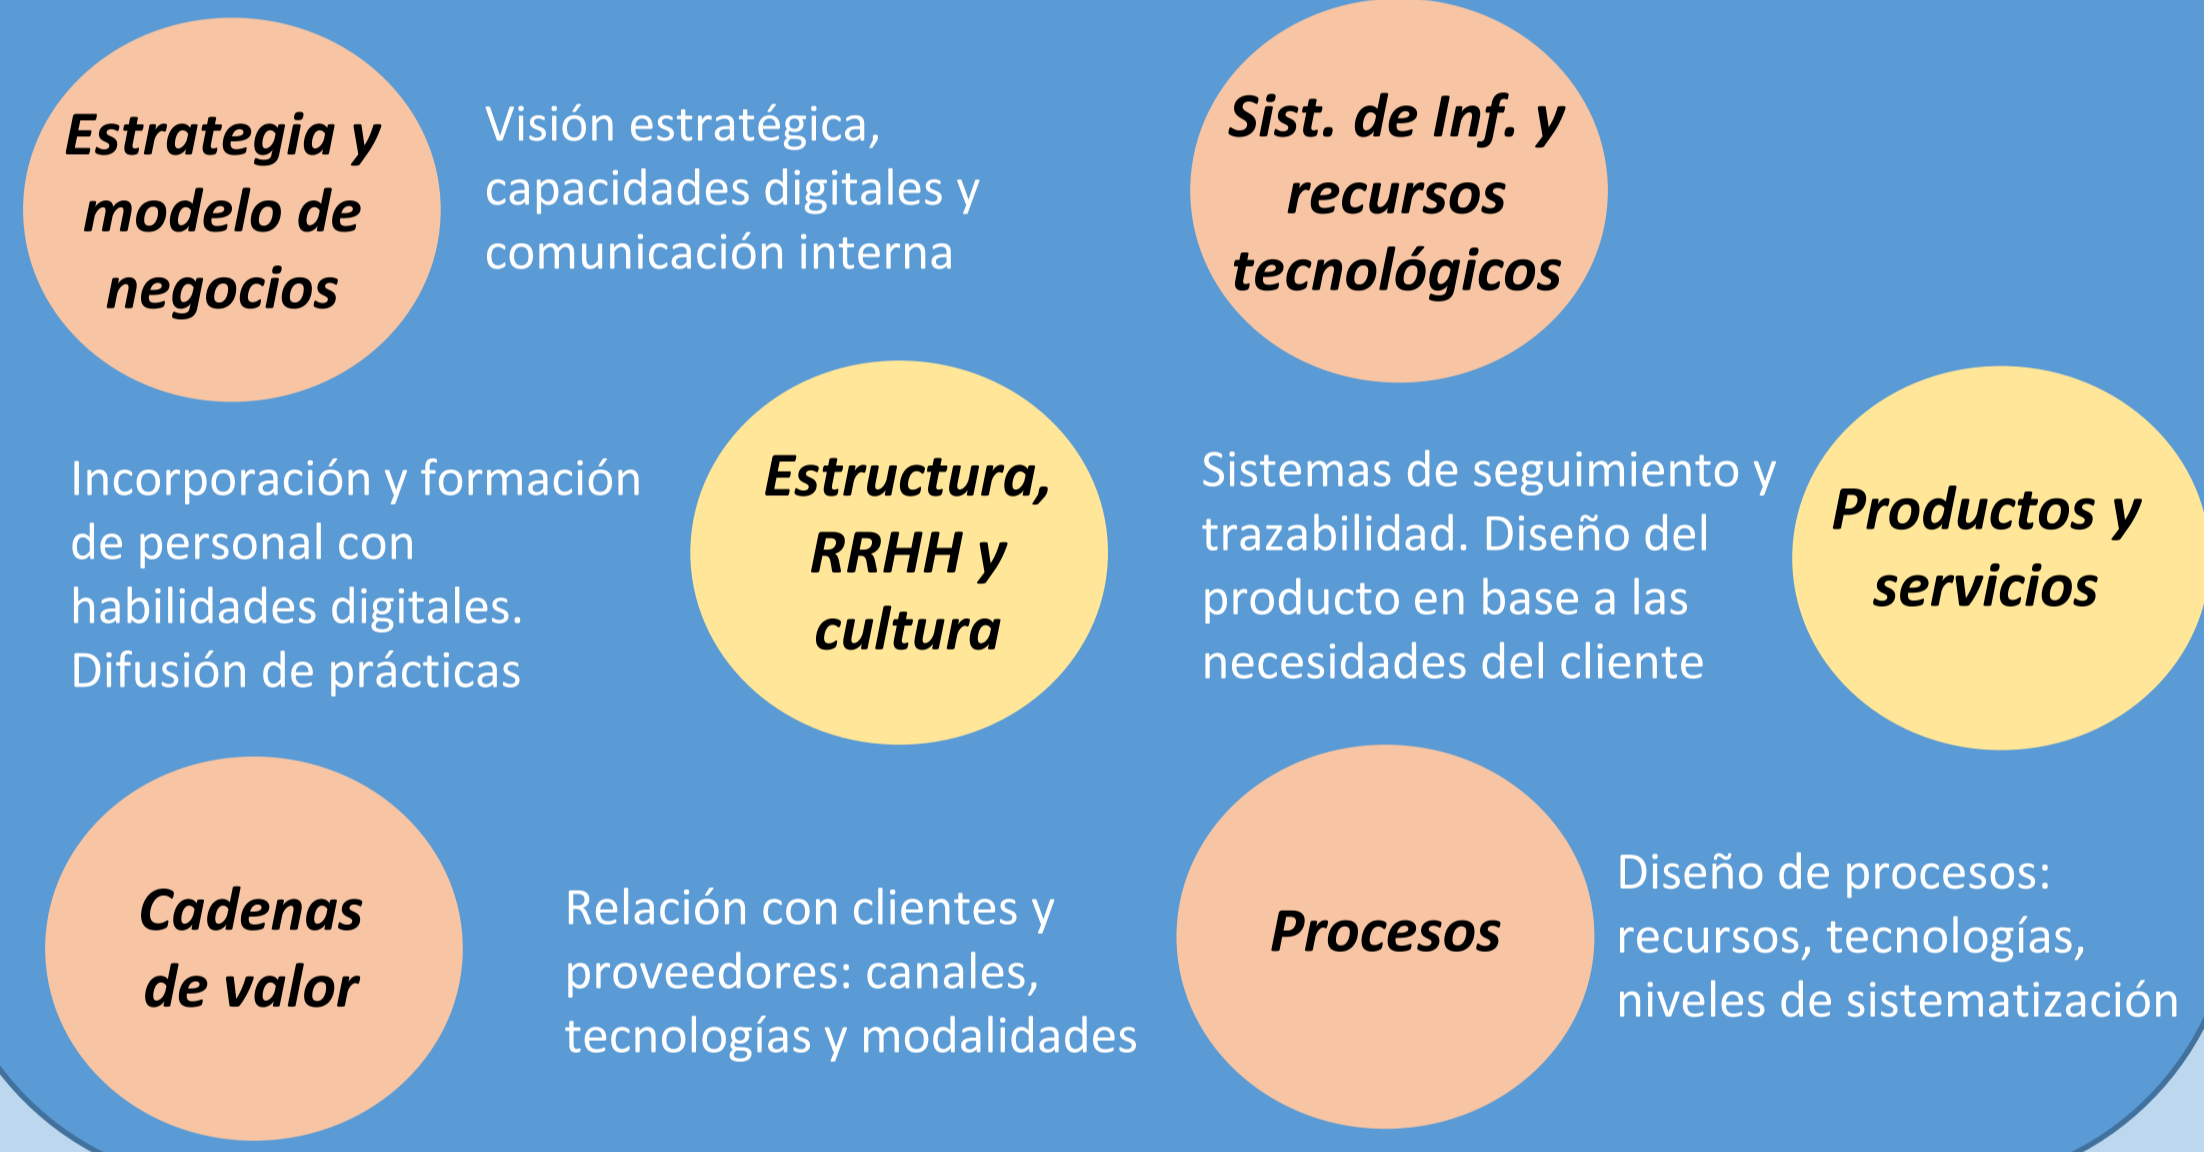 Estrategia y
modelo de
negocios
Visión estratégica,
capacidades digitales y
comunicación interna
Sist. de Inf. y
recursos
tecnológicos
Incorporación y formación
de personal con
habilidades digitales.
Difusión de prácticas
Estructura,
RRHH y
cultura
Sistemas de seguimiento y
trazabilidad. Diseño del
producto en base a las
necesidades del cliente
Productos y
servicios
Cadenas
de valor
Relación con clientes y
proveedores: canales,
tecnologías y modalidades
Procesos
Diseño de procesos:
recursos, tecnologías,
niveles de sistematización